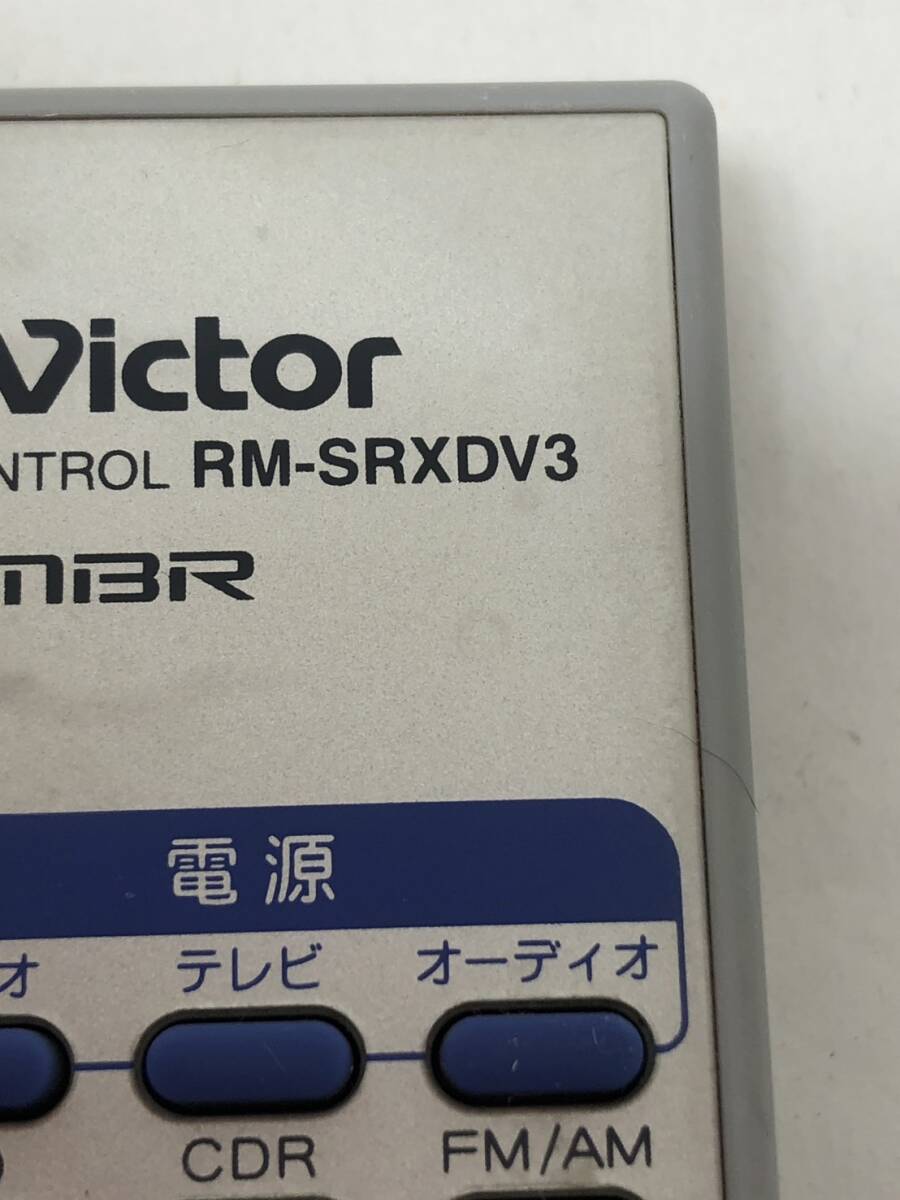 Victor
NTROL RM-SRXDV3
MBR
電源
オ テレビ オーディオ
CDR FM/AM